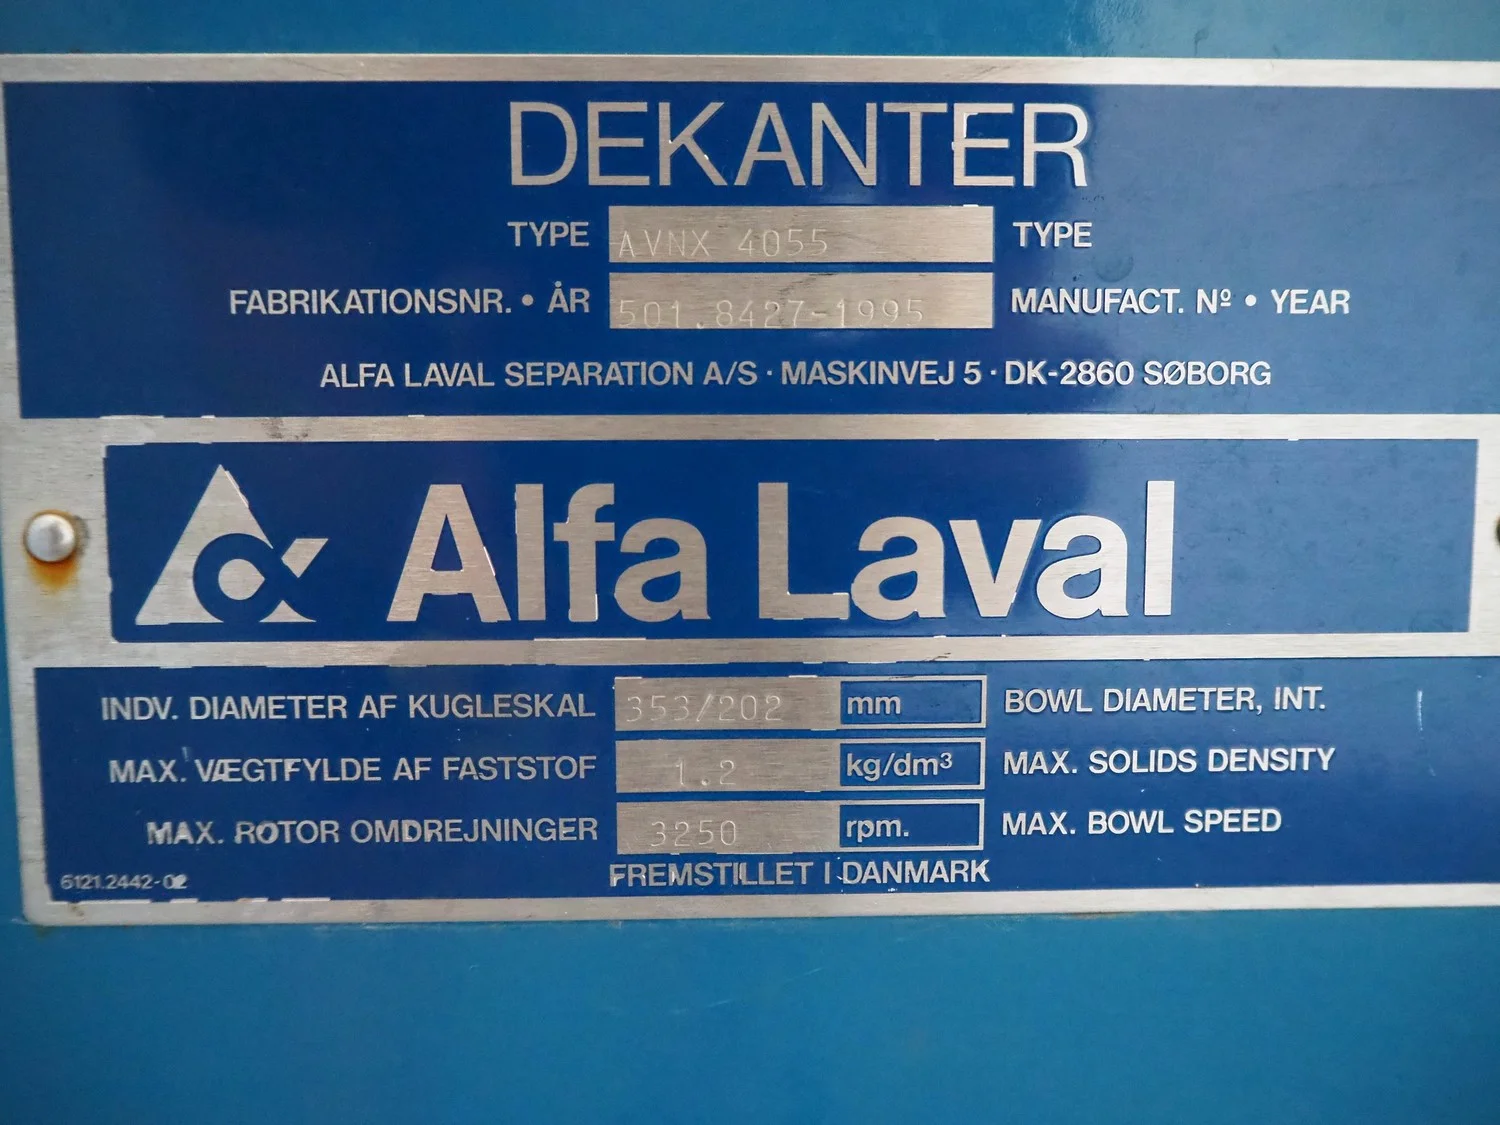 DEKANTER
TYPE AVNX 4055 TYPE
FABRIKATIONSNR. • ÅR 501.8427-1995 MANUFACT. Nº • YEAR
ALFA LAVAL SEPARATION A/S · MASKINVEJ 5 · DK-2860 SØBORG
Alfa Laval
INDV. DIAMETER AF KUGLESKAL 353/202 mm BOWL DIAMETER, INT.
MAX. VÆGTFYLDE AF FASTSTOF 1.2 kg/dm³ MAX. SOLIDS DENSITY
MAX. ROTOR OMDREJNINGER 3250 rpm. MAX. BOWL SPEED
6121.2442-02 FREMSTILLET I DANMARK